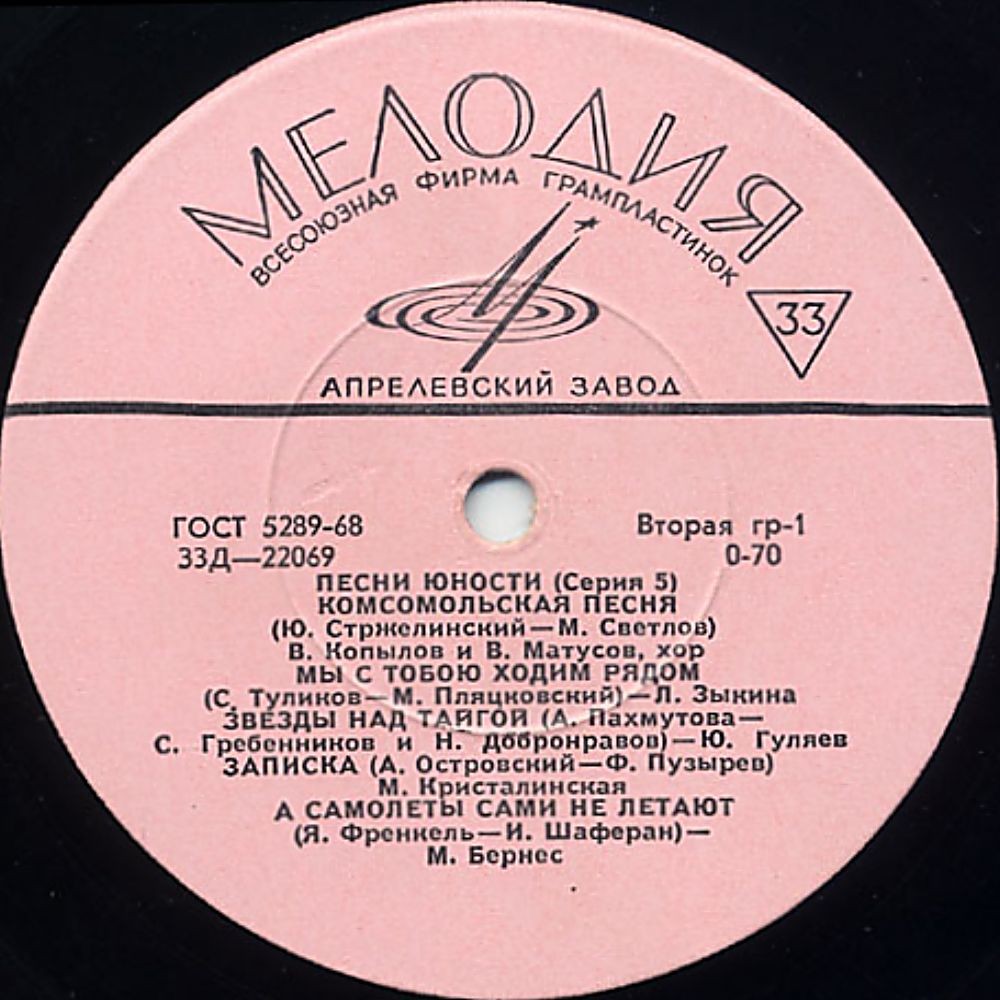 МЕЛОДИЯ
ВСЕСОЮЗНАЯ ФИРМА ГРАМПЛАСТИНОК
33
АПРЕЛЕВСКИЙ ЗАВОД
ГОСТ 5289-68 Вторая гр-1
33Д—22069 0-70
ПЕСНИ ЮНОСТИ (Серия 5)
КОМСОМОЛЬСКАЯ ПЕСНЯ
(Ю. Стржелинский—М. Светлов)
В. Копылов и В. Матусов, хор
МЫ С ТОБОЮ ХОДИМ РЯДОМ
(С. Туликов—М. Пляцковский)—Л. Зыкина
ЗВЕЗДЫ НАД ТАЙГОЙ (А. Пахмутова—
С. Гребенников и Н. Добронравов)—Ю. Гуляев
ЗАПИСКА (А. Островский—Ф. Пузырев)
М. Кристалинская
А САМОЛЕТЫ САМИ НЕ ЛЕТАЮТ
(Я. Френкель—И. Шаферан)—
М. Бернес